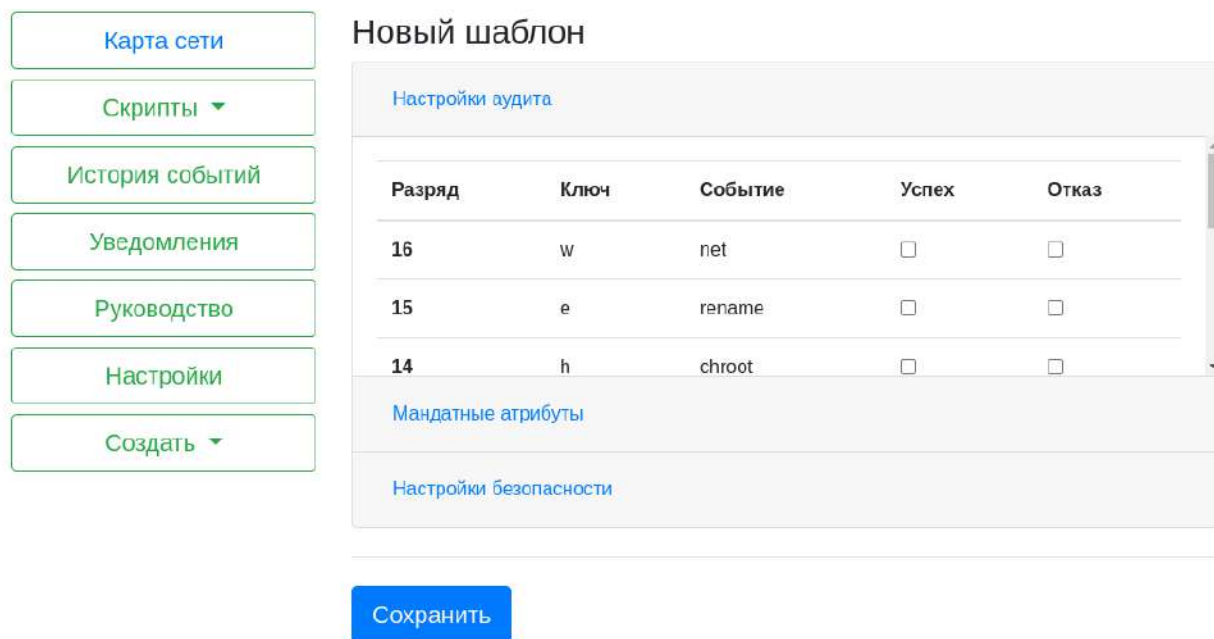 Карта сети
Скрипты
История событий
Уведомления
Руководство
Настройки
Создать
Новый шаблон
Настройки аудита
Разряд Ключ Событие Успех Отказ
16 w net
15 e rename
14 h chroot
Мандатные атрибуты
Настройки безопасности
Сохранить